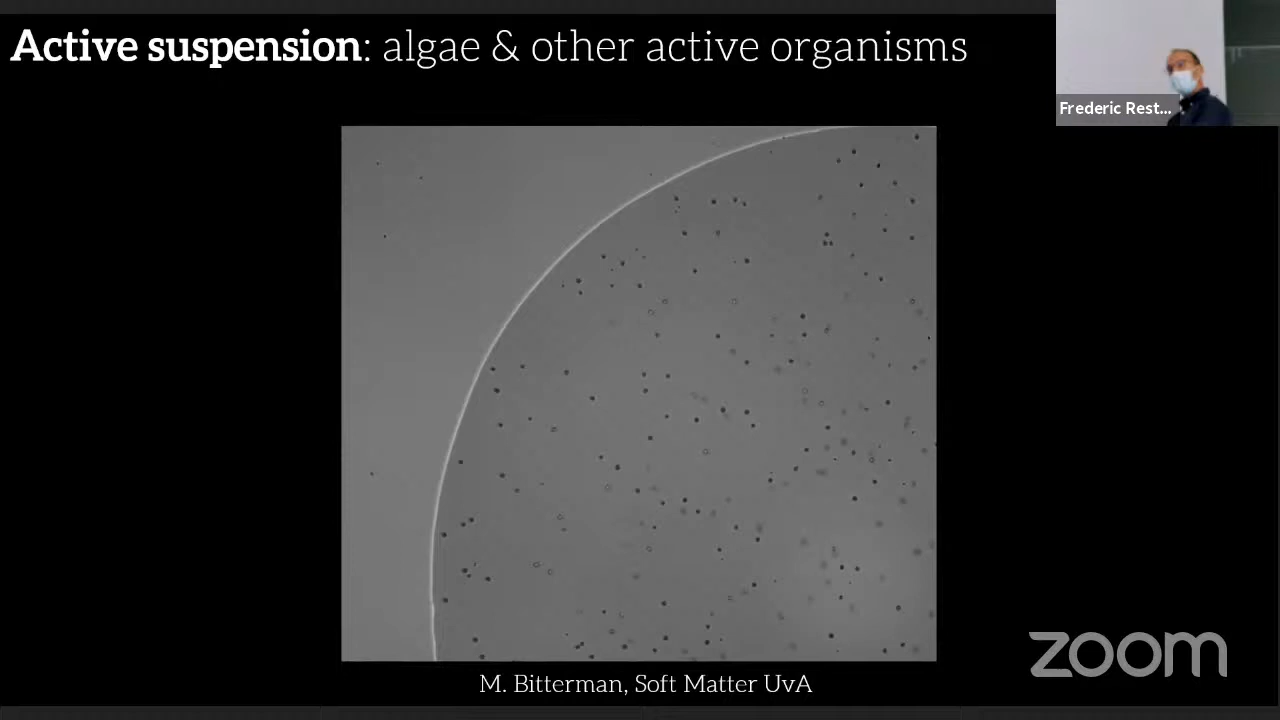 Active suspension: algae & other active organisms
Frederic Rest...
M. Bitterman, Soft Matter UvA
zoom